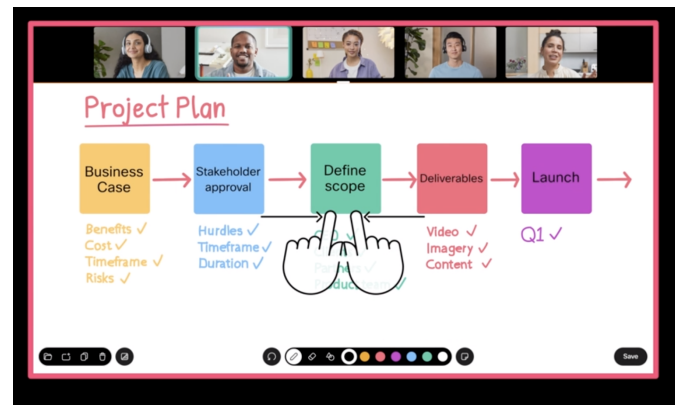 Project Plan
Business
Case
Stakeholder
approval
Define
scope
Deliverables
Launch
Benefits ✓
Cost ✓
Timeframe ✓
Risks ✓
Hurdles ✓
Timeframe ✓
Duration ✓
Video ✓
Imagery ✓
Content ✓
Q1 ✓
Save